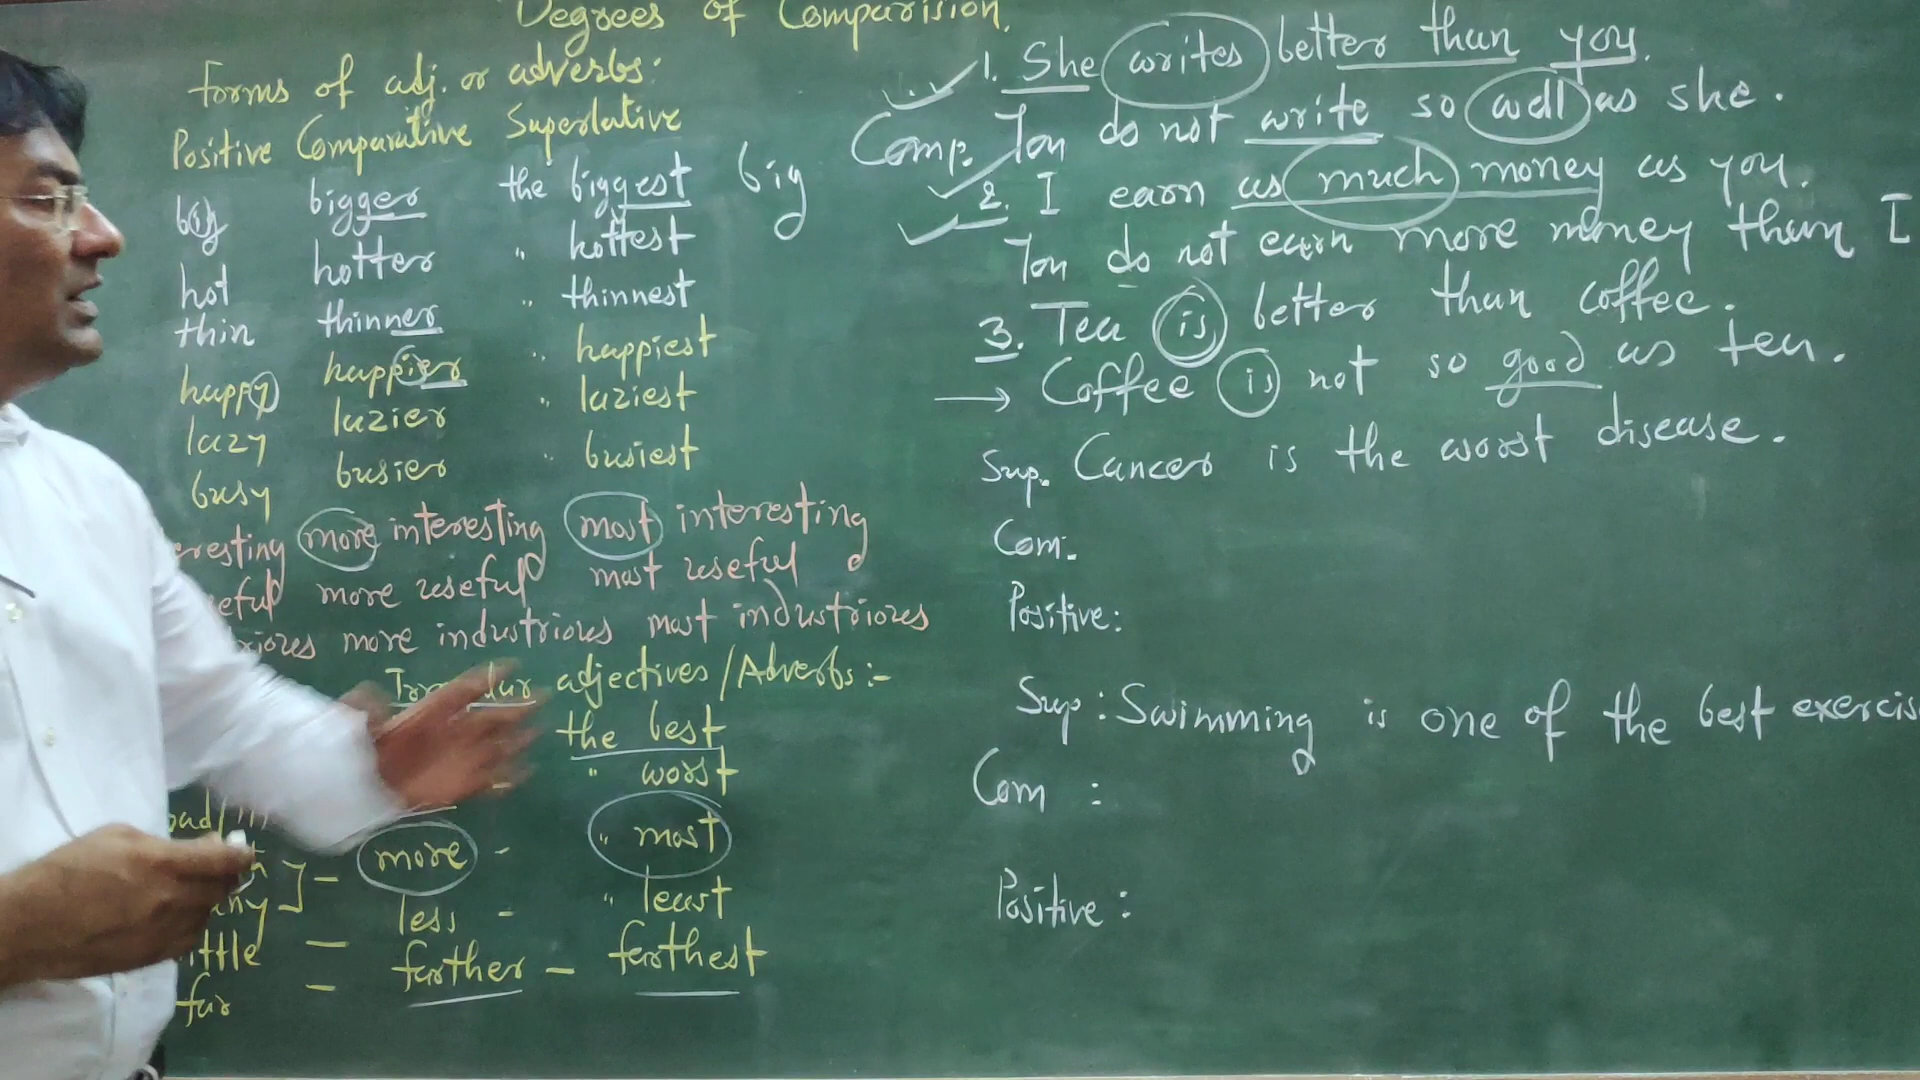 Degrees of Comparision.
Forms of adj. or adverbs:
Positive Comparative Superlative
big bigger the biggest big
hot hotter " hottest
thin thinner " thinnest
happy happier " happiest
lazy lazier " laziest
busy busier " busiest
eresting more interesting most interesting
eful more useful most useful
more industrious most industrious
adjectives / Adverbs :-
the best
" worst
bad/
more - " most
any ] -
less - " least
ittle = farther - farthest
far -
1. She writes better than you.
Comp. You do not write so well as she.
2. I earn as much money as you.
You do not earn more money than I
3. Tea is better than coffee.
→ Coffee is not so good as tea.
Sup. Cancer is the worst disease.
Com.
Positive:
Sup : Swimming is one of the best exercis
Com :
Positive :